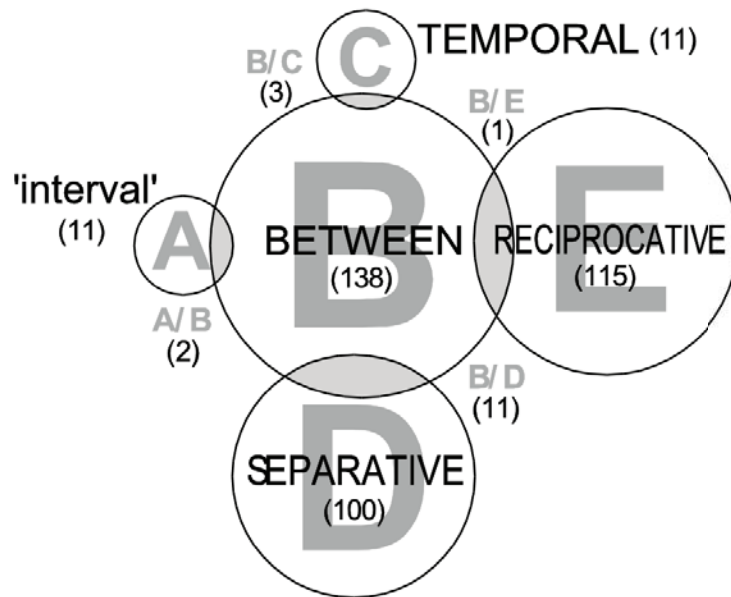 C
TEMPORAL (11)
B/C
(3)
B/E
(1)
'interval'
(11)
A
B
BETWEEN
(138)
E
RECIPROCATIVE
(115)
A/B
(2)
B/D
(11)
D
SEPARATIVE
(100)